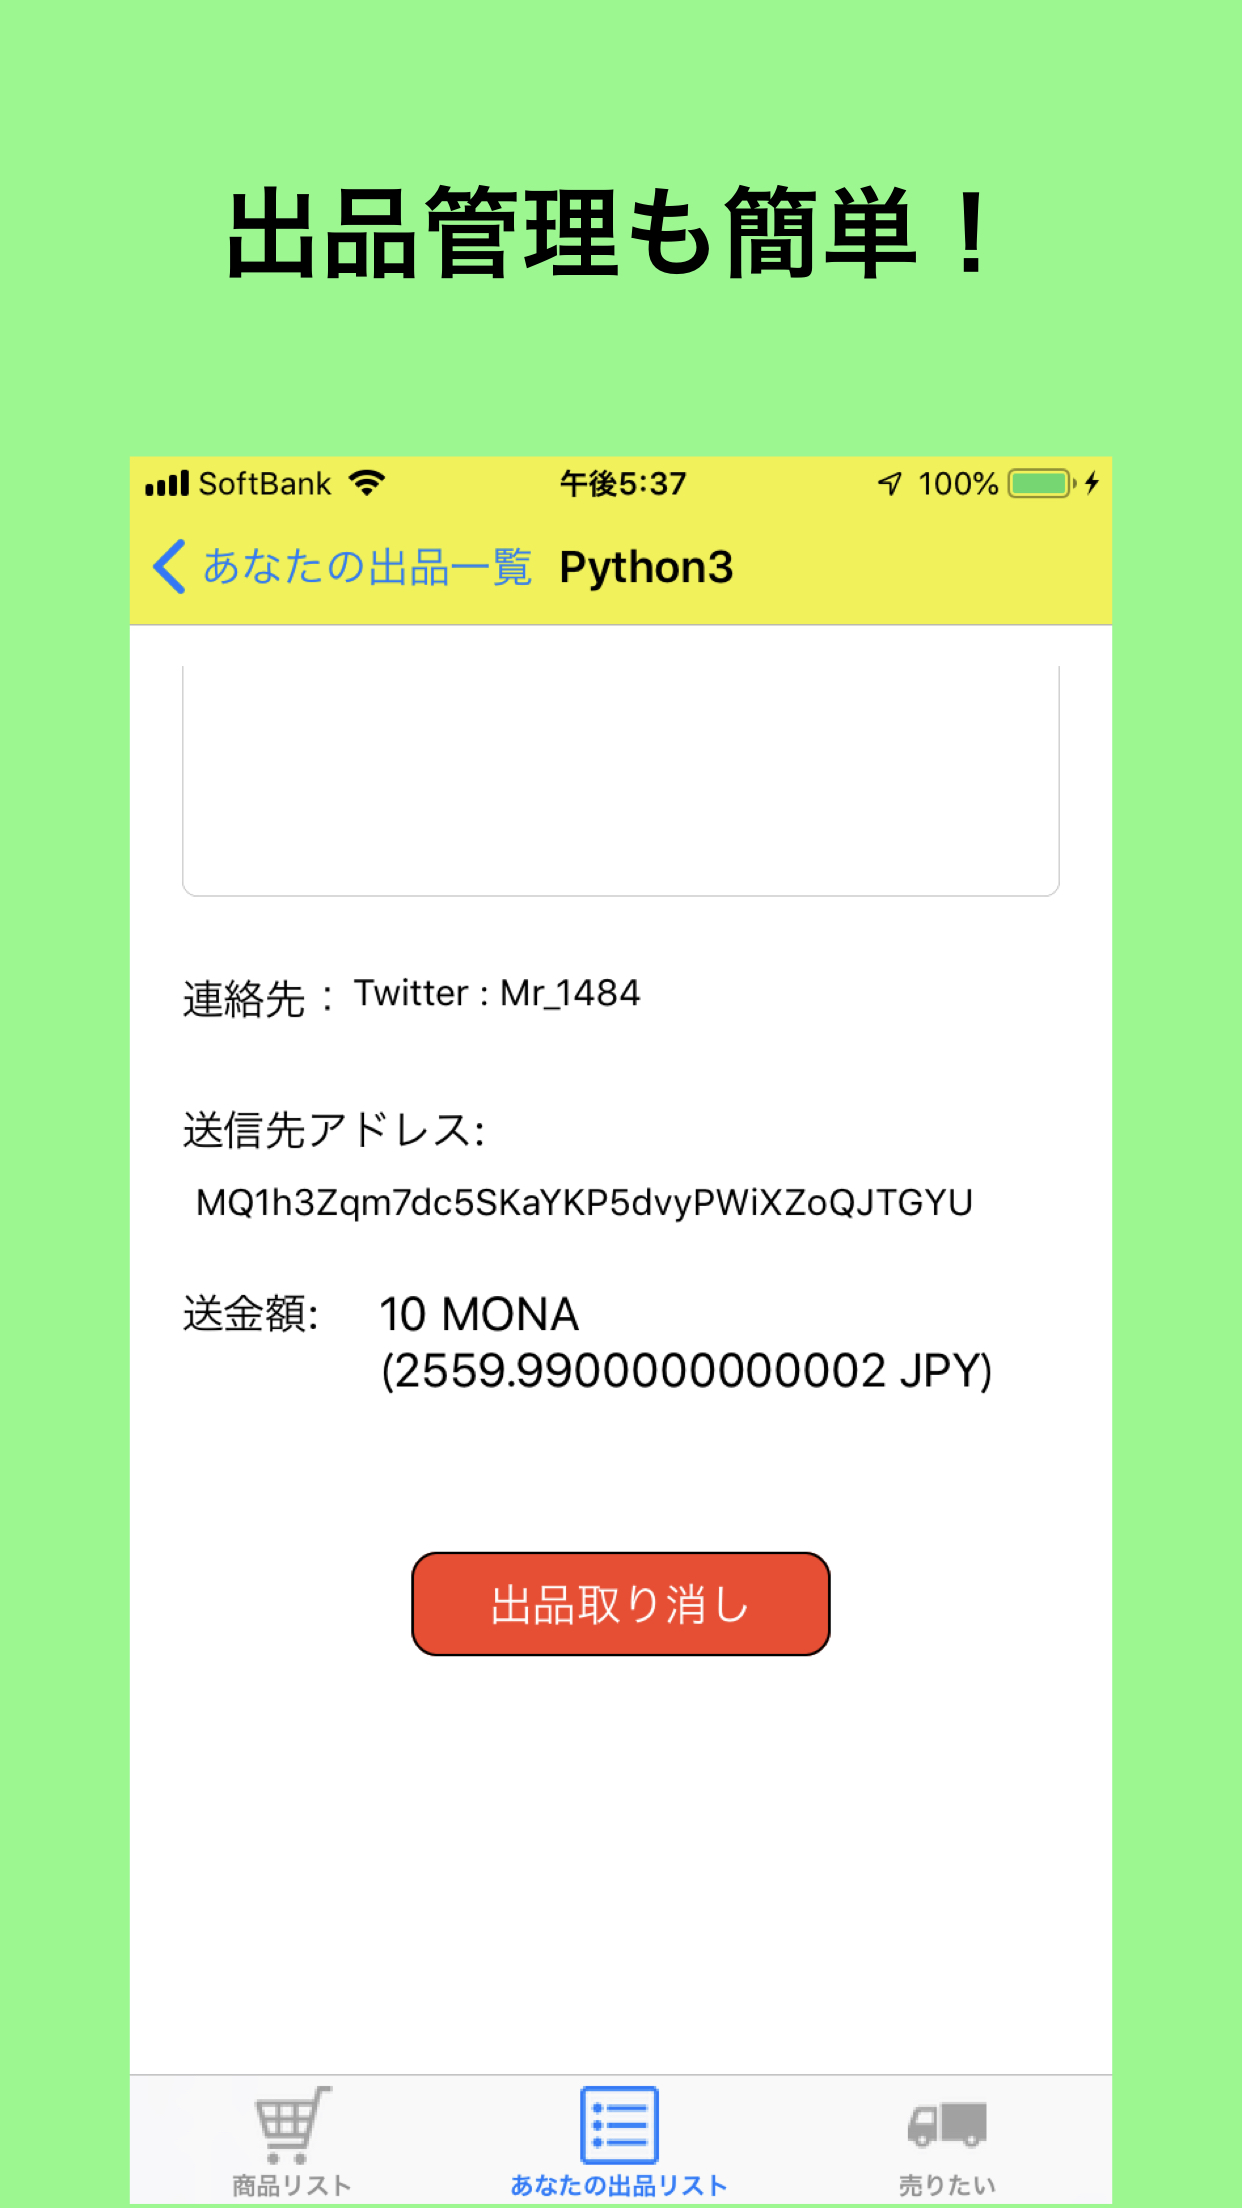 出品管理も簡単！
SoftBank 午後5:37 100%
あなたの出品一覧 Python3
連絡先： Twitter : Mr_1484
送信先アドレス:
MQ1h3Zqm7dc5SKaYKP5dvyPWiXZoQJTGYU
送金額: 10 MONA
(2559.9900000000002 JPY)
出品取り消し
商品リスト あなたの出品リスト 売りたい